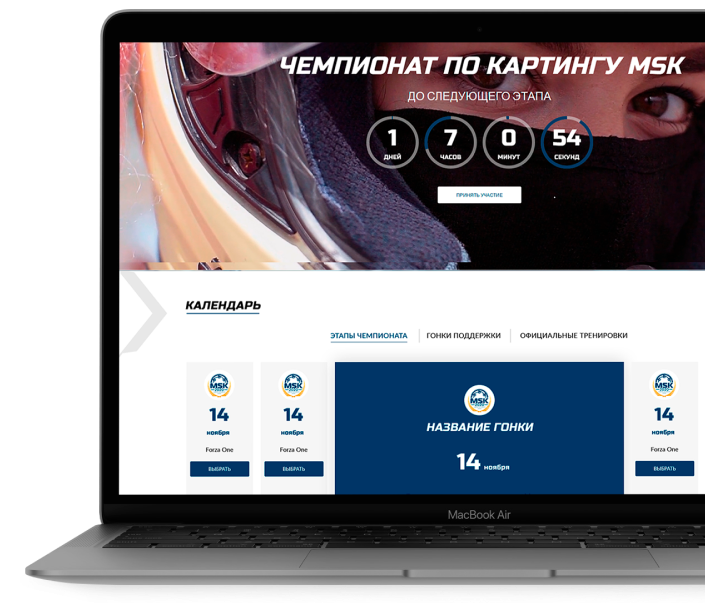 ЧЕМПИОНАТ ПО КАРТИНГУ MSK
ДО СЛЕДУЮЩЕГО ЭТАПА
1 7 0 54
ДНЕЙ ЧАСОВ МИНУТ СЕКУНД
ПРИНЯТЬ УЧАСТИЕ
КАЛЕНДАРЬ
ЭТАПЫ ЧЕМПИОНАТА ГОНКИ ПОДДЕРЖКИ ОФИЦИАЛЬНЫЕ ТРЕНИРОВКИ
MSK
14
ноября
Forza One
ВЫБРАТЬ
MSK
14
ноября
Forza One
ВЫБРАТЬ
MSK
НАЗВАНИЕ ГОНКИ
14 ноября
MSK
14
ноября
Forza One
ВЫБРАТЬ
MacBook Air